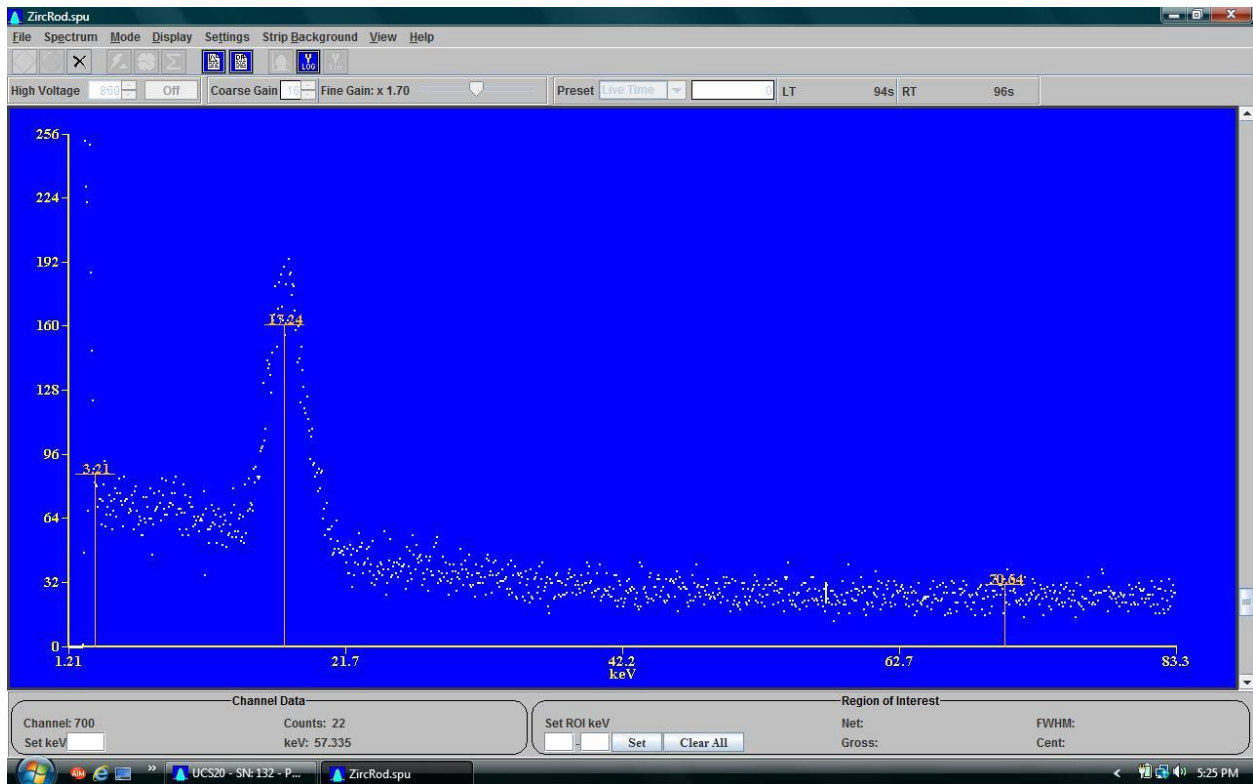 ZircRod.spu
File Spectrum Mode Display Settings Strip Background View Help
Y LOG
High Voltage 860 Off Coarse Gain 16 Fine Gain: x 1.70 Preset Live Time 0 LT 94s RT 96s
256
224
192
160
128
96
64
32
0
17.24
3.21
70.64
1.21 21.7 42.2 62.7 83.3
keV
Channel Data
Channel: 700 Counts: 22
Set keV keV: 57.335
Region of Interest
Set ROI keV Net: FWHM:
- Set Clear All Gross: Cent:
AIM » UCS20 - SN: 132 - P... ZircRod.spu < 5:25 PM